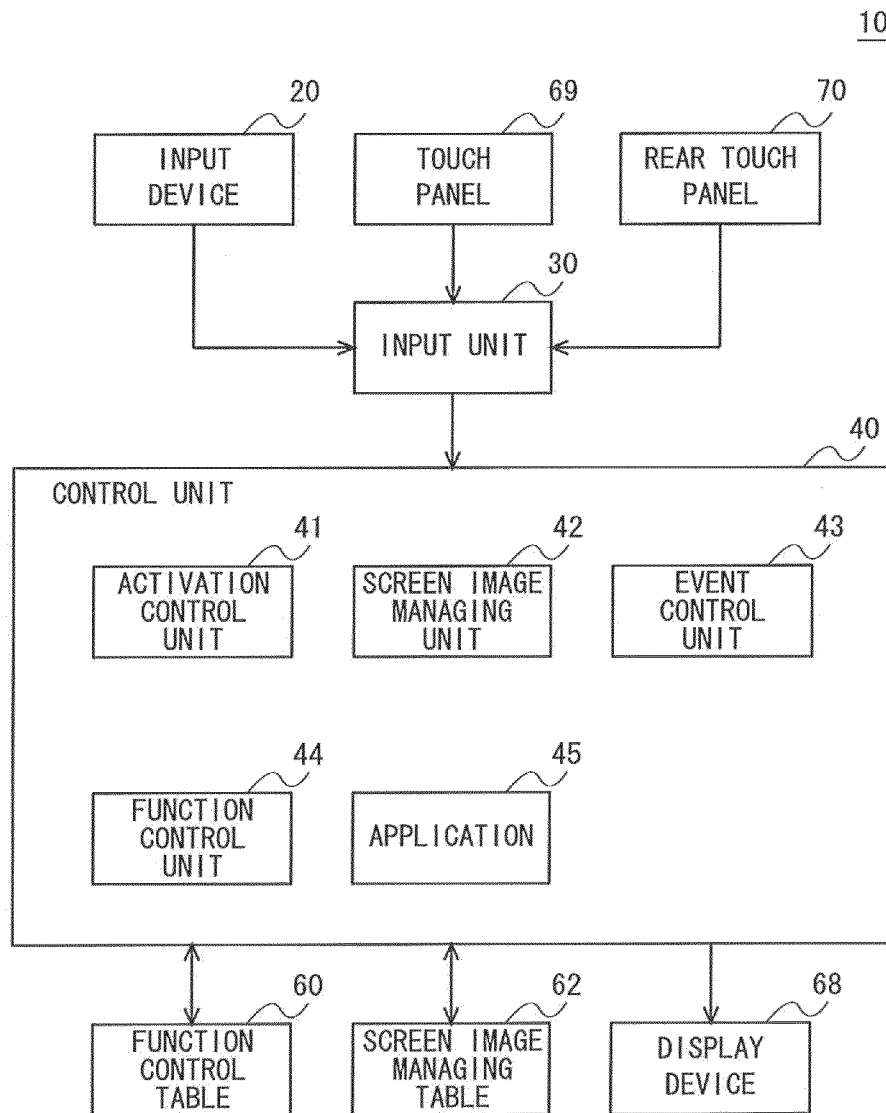 10
20
69
70
INPUT
DEVICE
TOUCH
PANEL
REAR TOUCH
PANEL
30
INPUT UNIT
40
CONTROL UNIT
41
42
43
ACTIVATION
CONTROL
UNIT
SCREEN IMAGE
MANAGING
UNIT
EVENT
CONTROL
UNIT
44
45
FUNCTION
CONTROL
UNIT
APPLICATION
60
62
68
FUNCTION
CONTROL
TABLE
SCREEN IMAGE
MANAGING
TABLE
DISPLAY
DEVICE